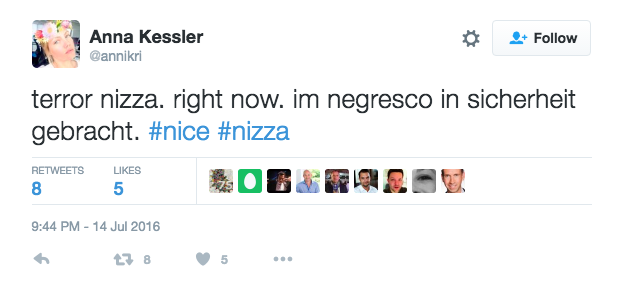 Anna Kessler
@annikri
Follow
terror nizza. right now. im negresco in sicherheit
gebracht. #nice #nizza
RETWEETS LIKES
8 5
9:44 PM - 14 Jul 2016
8 5